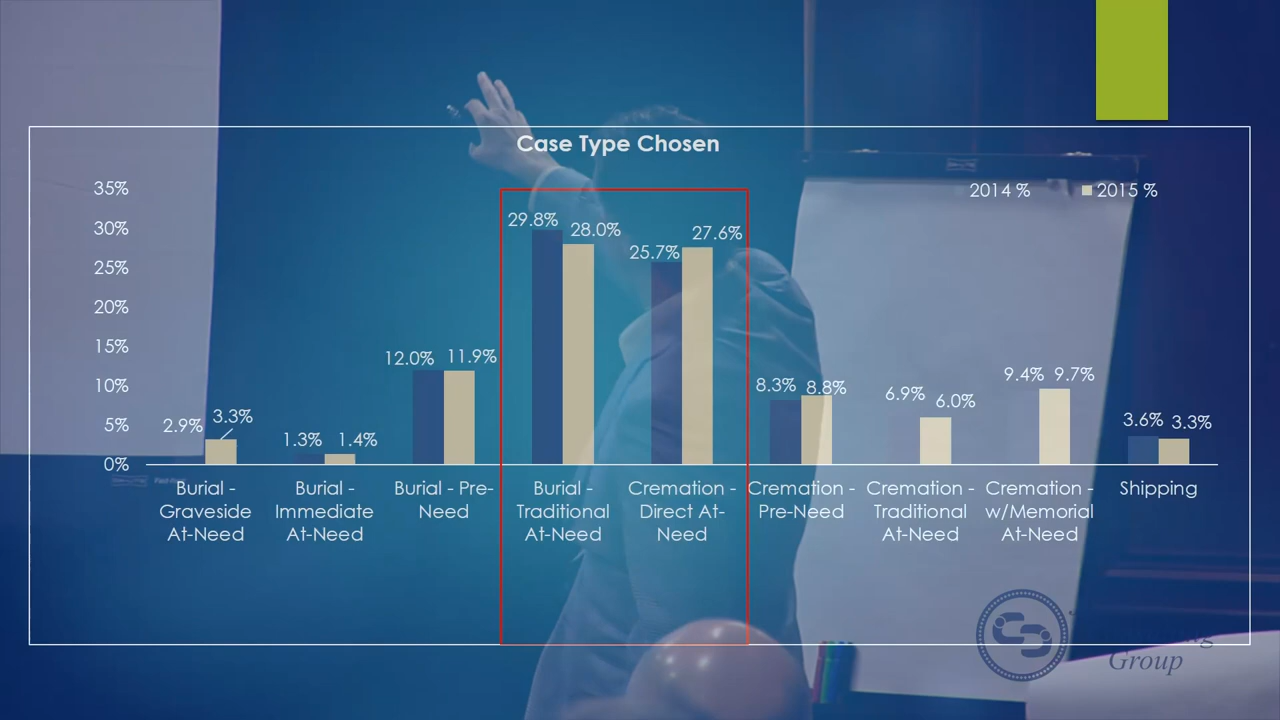 Case Type Chosen
2014 %
2015 %
35%
30%
25%
20%
15%
10%
5%
0%
2.9%
3.3%
1.3%
1.4%
12.0%
11.9%
29.8%
28.0%
25.7%
27.6%
8.3%
8.8%
6.9%
6.0%
9.4%
9.7%
3.6%
3.3%
Burial -
Graveside
At-Need
Burial -
Immediate
At-Need
Burial - Pre-
Need
Burial -
Traditional
At-Need
Cremation -
Direct At-
Need
Cremation -
Pre-Need
Cremation -
Traditional
At-Need
Cremation -
w/Memorial
At-Need
Shipping
Group